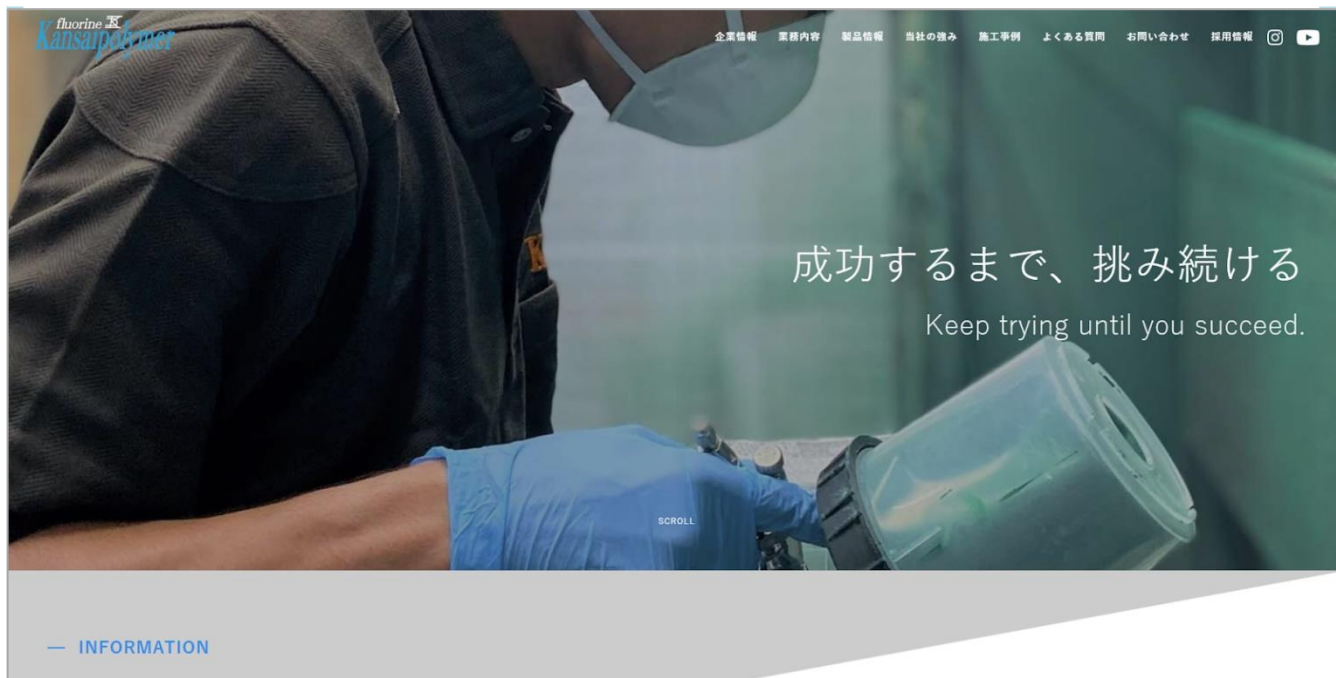 fluorine
Kansaipolymer
企業情報 業務内容 製品情報 当社の強み 施工事例 よくある質問 お問い合わせ 採用情報
成功するまで、挑み続ける
Keep trying until you succeed.
K
SCROLL
— INFORMATION